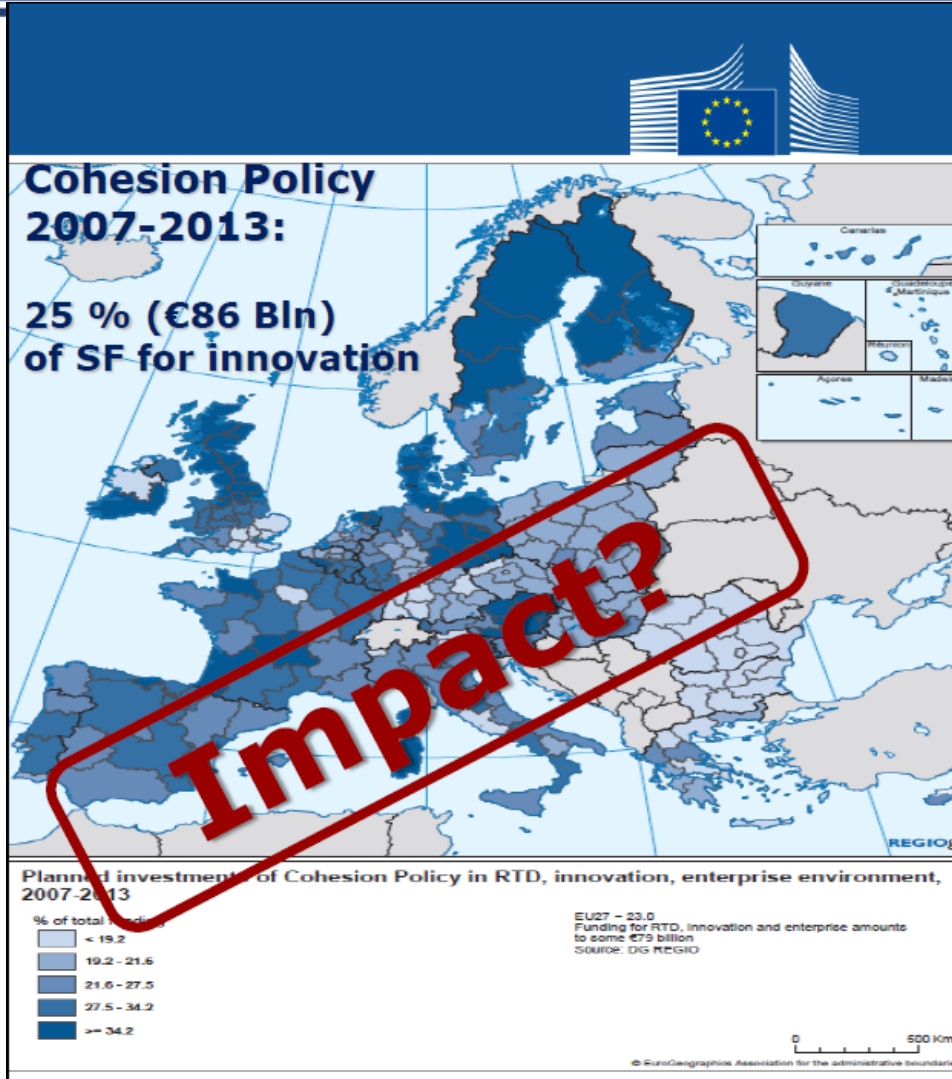 Cohesion Policy
2007-2013:
25 % (€86 Bln)
of SF for innovation
Canarias
Guyane
Guadeloupe
Martinique
Réunion
Açores
Impact?
REGIO
Planned investments of Cohesion Policy in RTD, innovation, enterprise environment,
2007-2013
% of total
EU27 = 23.0
Funding for RTD, innovation and enterprise amounts
to some €79 billion
Source: DG REGIO
< 19.2
19.2 - 21.6
21.6 - 27.5
27.5 - 34.2
>= 34.2
0 500 Km
© EuroGeographics Association for the administrative